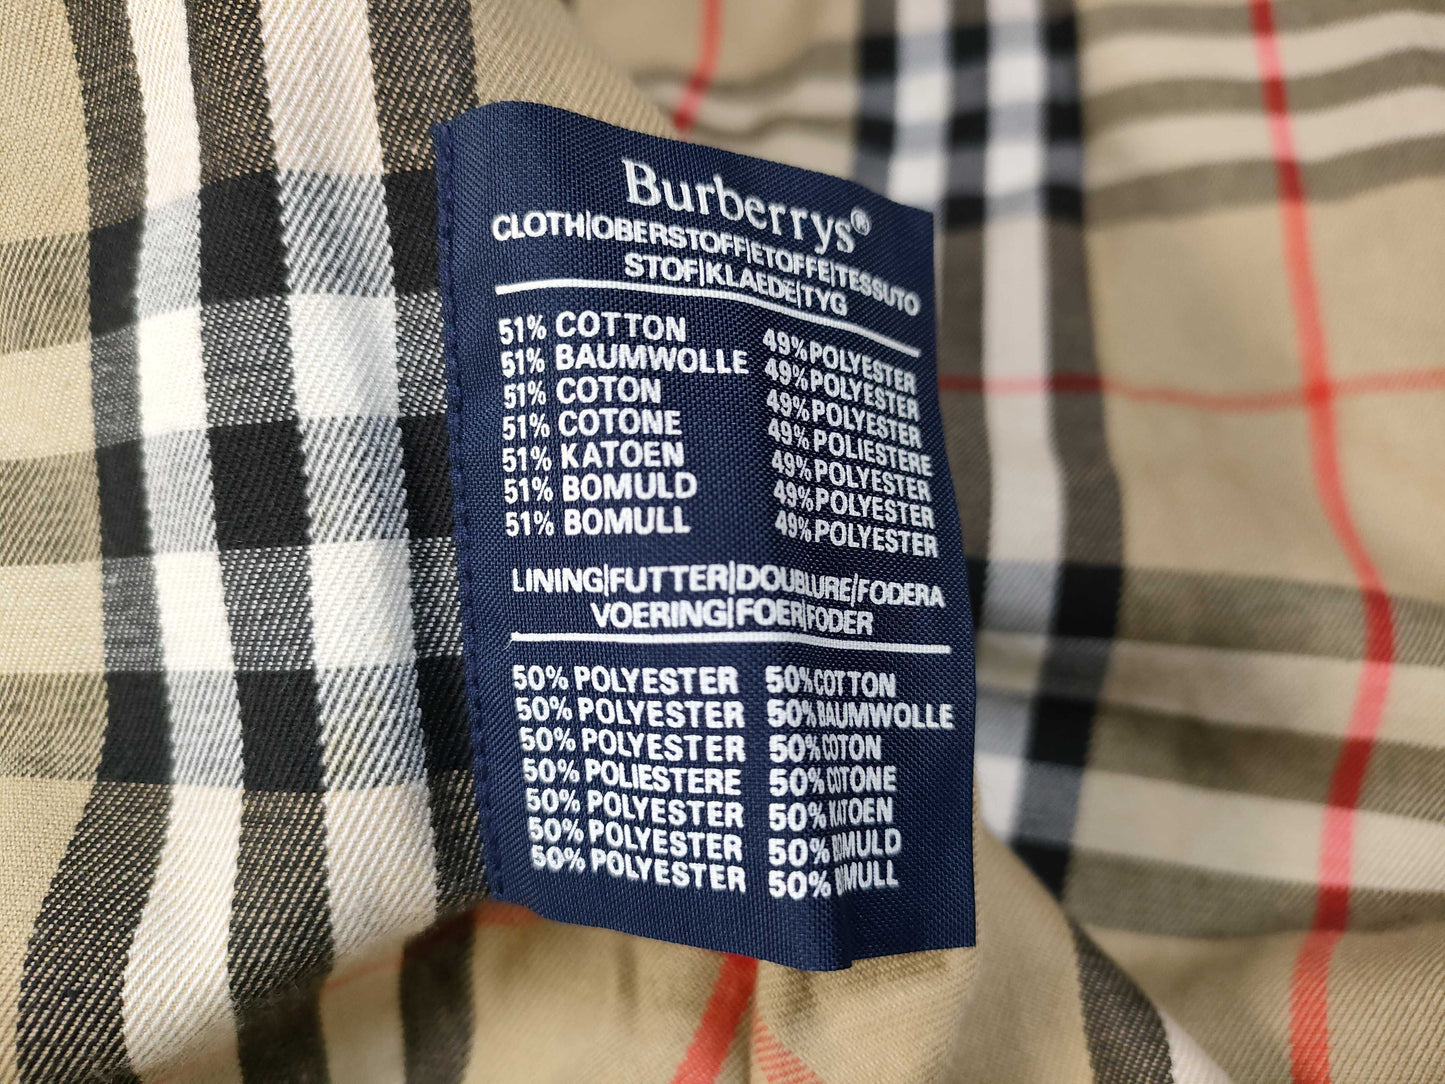 Burberrys®
CLOTH|OBERSTOFF|ETOFFE|TESSUTO
STOF|KLAEDE|TYG
51% COTTON 49% POLYESTER
51% BAUMWOLLE 49% POLYESTER
51% COTON 49% POLYESTER
51% COTONE 49% POLIESTERE
51% KATOEN 49% POLYESTER
51% BOMULD 49% POLYESTER
51% BOMULL 49% POLYESTER
LINING|FUTTER|DOUBLURE|FODERA
VOERING|FOER|FODER
50% POLYESTER 50% COTTON
50% POLYESTER 50% BAUMWOLLE
50% POLYESTER 50% COTON
50% POLIESTERE 50% COTONE
50% POLYESTER 50% KATOEN
50% POLYESTER 50% BOMULD
50% POLYESTER 50% BOMULL